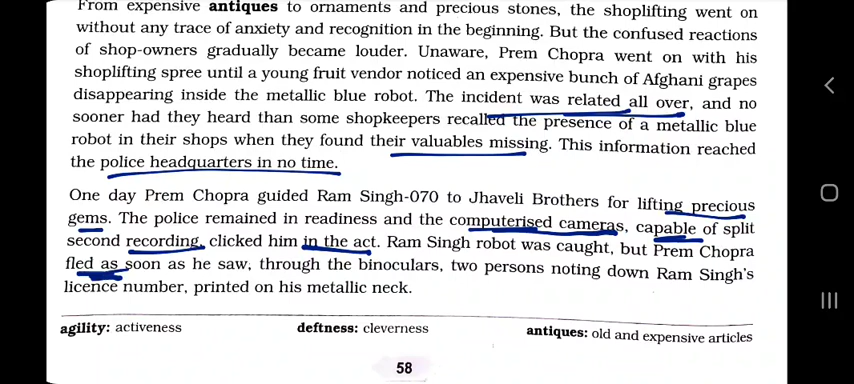 From expensive antiques to ornaments and precious stones, the shoplifting went on
without any trace of anxiety and recognition in the beginning. But the confused reactions
of shop-owners gradually became louder. Unaware, Prem Chopra went on with his
shoplifting spree until a young fruit vendor noticed an expensive bunch of Afghani grapes
disappearing inside the metallic blue robot. The incident was related all over, and no
sooner had they heard than some shopkeepers recalled the presence of a metallic blue
robot in their shops when they found their valuables missing. This information reached
the police headquarters in no time.
One day Prem Chopra guided Ram Singh-070 to Jhaveli Brothers for lifting precious
gems. The police remained in readiness and the computerised cameras, capable of split
second recording, clicked him in the act. Ram Singh robot was caught, but Prem Chopra
fled as soon as he saw, through the binoculars, two persons noting down Ram Singh's
licence number, printed on his metallic neck.
agility: activeness deftness: cleverness antiques: old and expensive articles
58